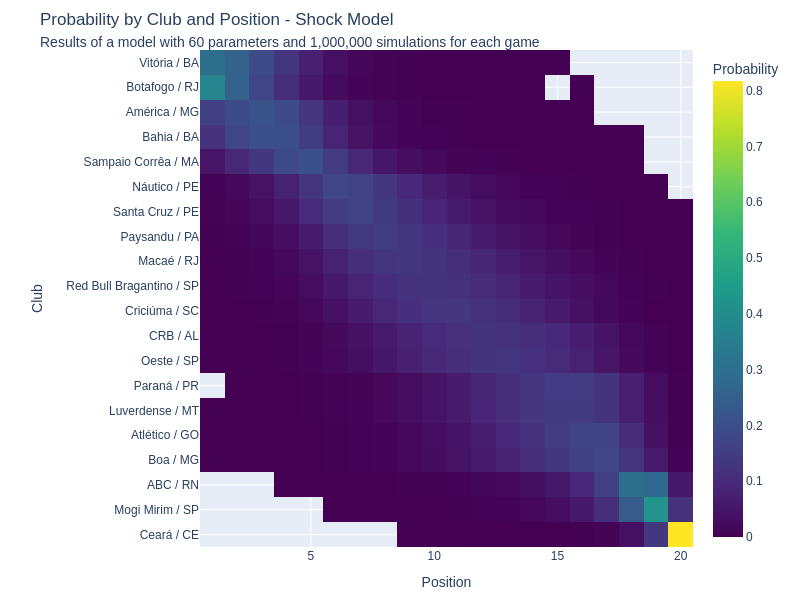 Probability by Club and Position - Shock Model
Results of a model with 60 parameters and 1,000,000 simulations for each game
Probability
Club
Vitória / BA
Botafogo / RJ
América / MG
Bahia / BA
Sampaio Corrêa / MA
Náutico / PE
Santa Cruz / PE
Paysandu / PA
Macaé / RJ
Red Bull Bragantino / SP
Criciúma / SC
CRB / AL
Oeste / SP
Paraná / PR
Luverdense / MT
Atlético / GO
Boa / MG
ABC / RN
Mogi Mirim / SP
Ceará / CE
0.8
0.7
0.6
0.5
0.4
0.3
0.2
0.1
0
5
10
15
20
Position